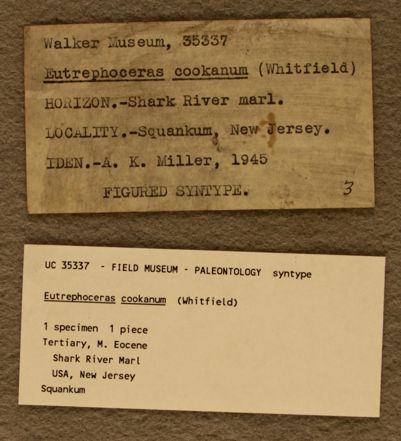 Walker Museum, 35337
Eutrephoceras cookanum (Whitfield)
HORIZON.-Shark River marl.
LOCALITY.-Squankum, New Jersey.
IDEN.-A. K. Miller, 1945
FIGURED SYNTYPE.
3
UC 35337 - FIELD MUSEUM - PALEONTOLOGY syntype
Eutrephoceras cookanum (Whitfield)
1 specimen 1 piece
Tertiary, M. Eocene
Shark River Marl
USA, New Jersey
Squankum